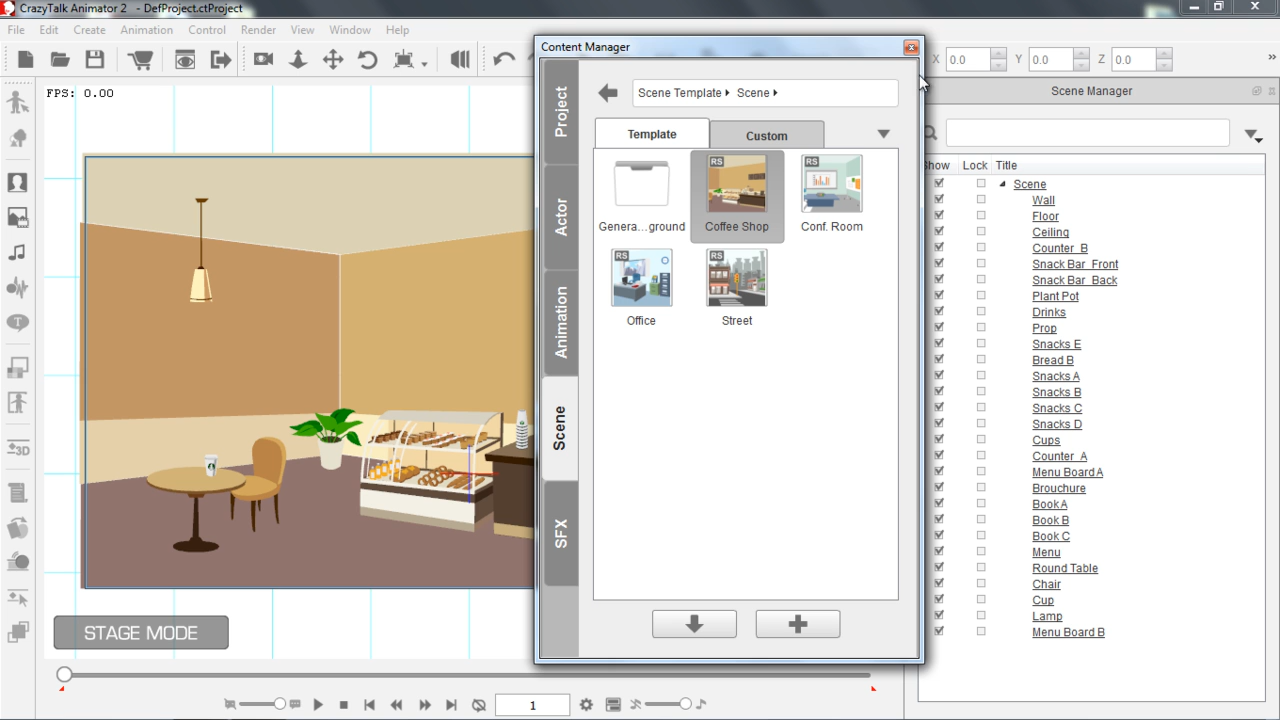 CrazyTalk Animator 2 - DefProject.ctProject
File Edit Create Animation Control Render View Window Help
X 0.0 Y 0.0 Z 0.0
FPS: 0.00
Content Manager
Project
Actor
Animation
Scene
SFX
Scene Template Scene
Template Custom
RS RS
Genera...ground Coffee Shop Conf. Room
RS RS
Office Street
STAGE MODE
1
Scene Manager
Show Lock Title
Scene
Wall
Floor
Ceiling
Counter_B
Snack Bar_Front
Snack Bar_Back
Plant Pot
Drinks
Prop
Snacks E
Bread B
Snacks A
Snacks B
Snacks C
Snacks D
Cups
Counter_A
Menu Board A
Brouchure
Book A
Book B
Book C
Menu
Round Table
Chair
Cup
Lamp
Menu Board B